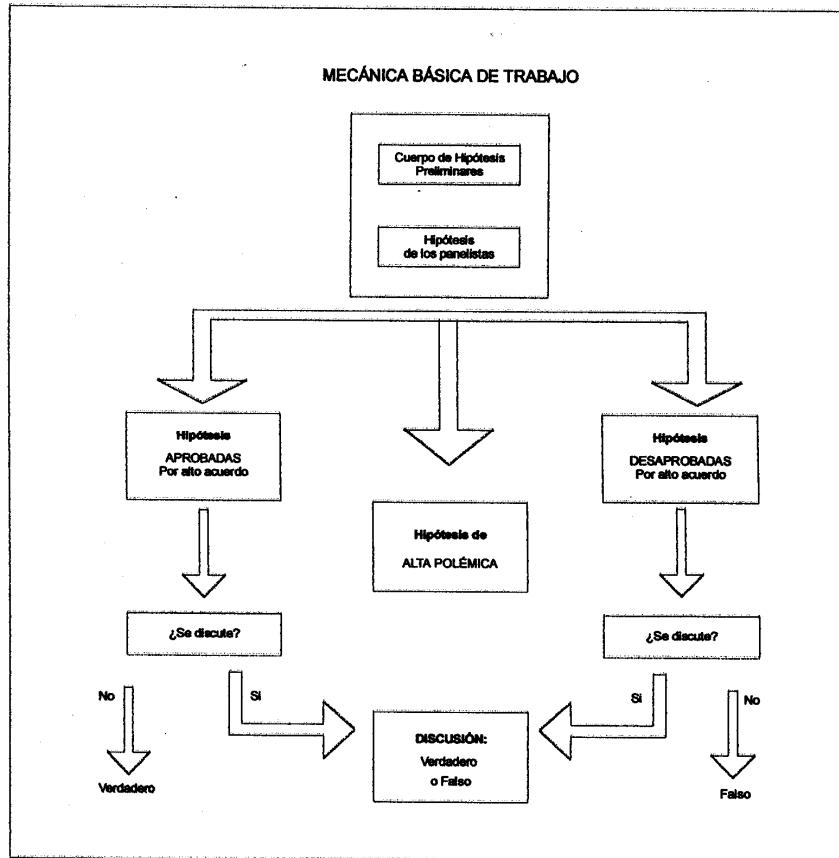 MECÁNICA BÁSICA DE TRABAJO
Cuerpo de Hipótesis
Preliminares
Hipótesis
de los panelistas
Hipótesis
APROBADAS
Por alto acuerdo
Hipótesis de
ALTA POLÉMICA
Hipótesis
DESAPROBADAS
Por alto acuerdo
¿Se discute?
¿Se discute?
No
Si
Si
No
DISCUSIÓN:
Verdadero
o Falso
Verdadero
Falso